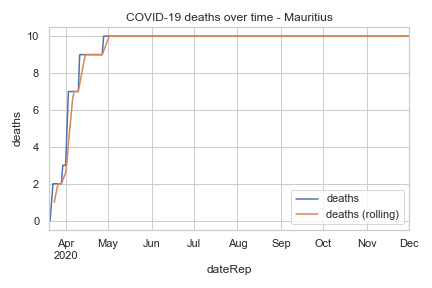 COVID-19 deaths over time - Mauritius
deaths
10
8
6
4
2
0
deaths
deaths (rolling)
Apr May Jun Jul Aug Sep Oct Nov Dec
2020
dateRep